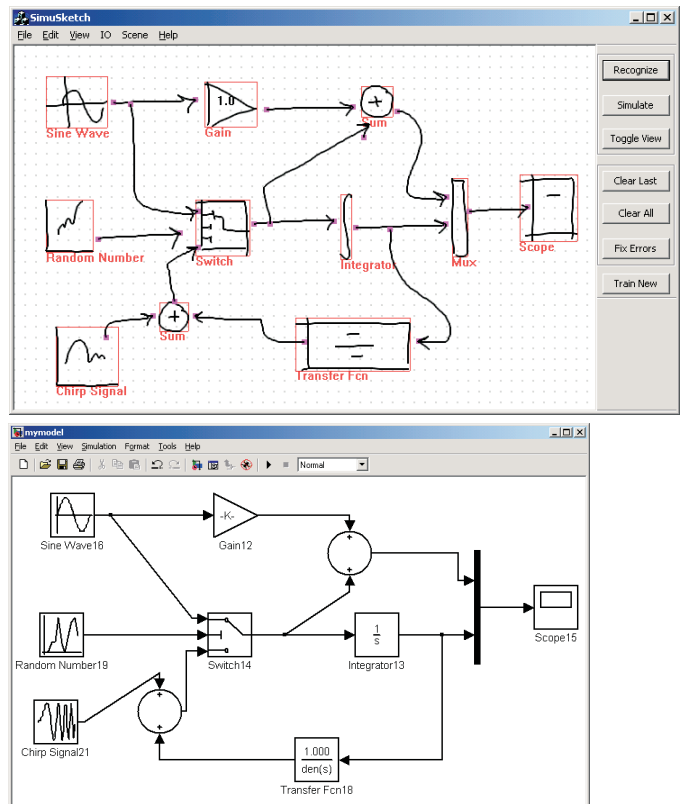 SimuSketch
File Edit View IO Scene Help
Recognize
Simulate
Toggle View
Clear Last
Clear All
Fix Errors
Train New
Sine Wave
1.0
Gain
+
Sum
Random Number
Switch
Integrator
Mux
Scope
+
Sum
Chirp Signal
Transfer Fcn
mymodel
File Edit View Simulation Format Tools Help
Normal
Sine Wave16
-K-
Gain12
+
+
Random Number19
Switch14
1
s
Integrator13
Scope15
Chirp Signal21
+
+
1.000
den(s)
Transfer Fcn18